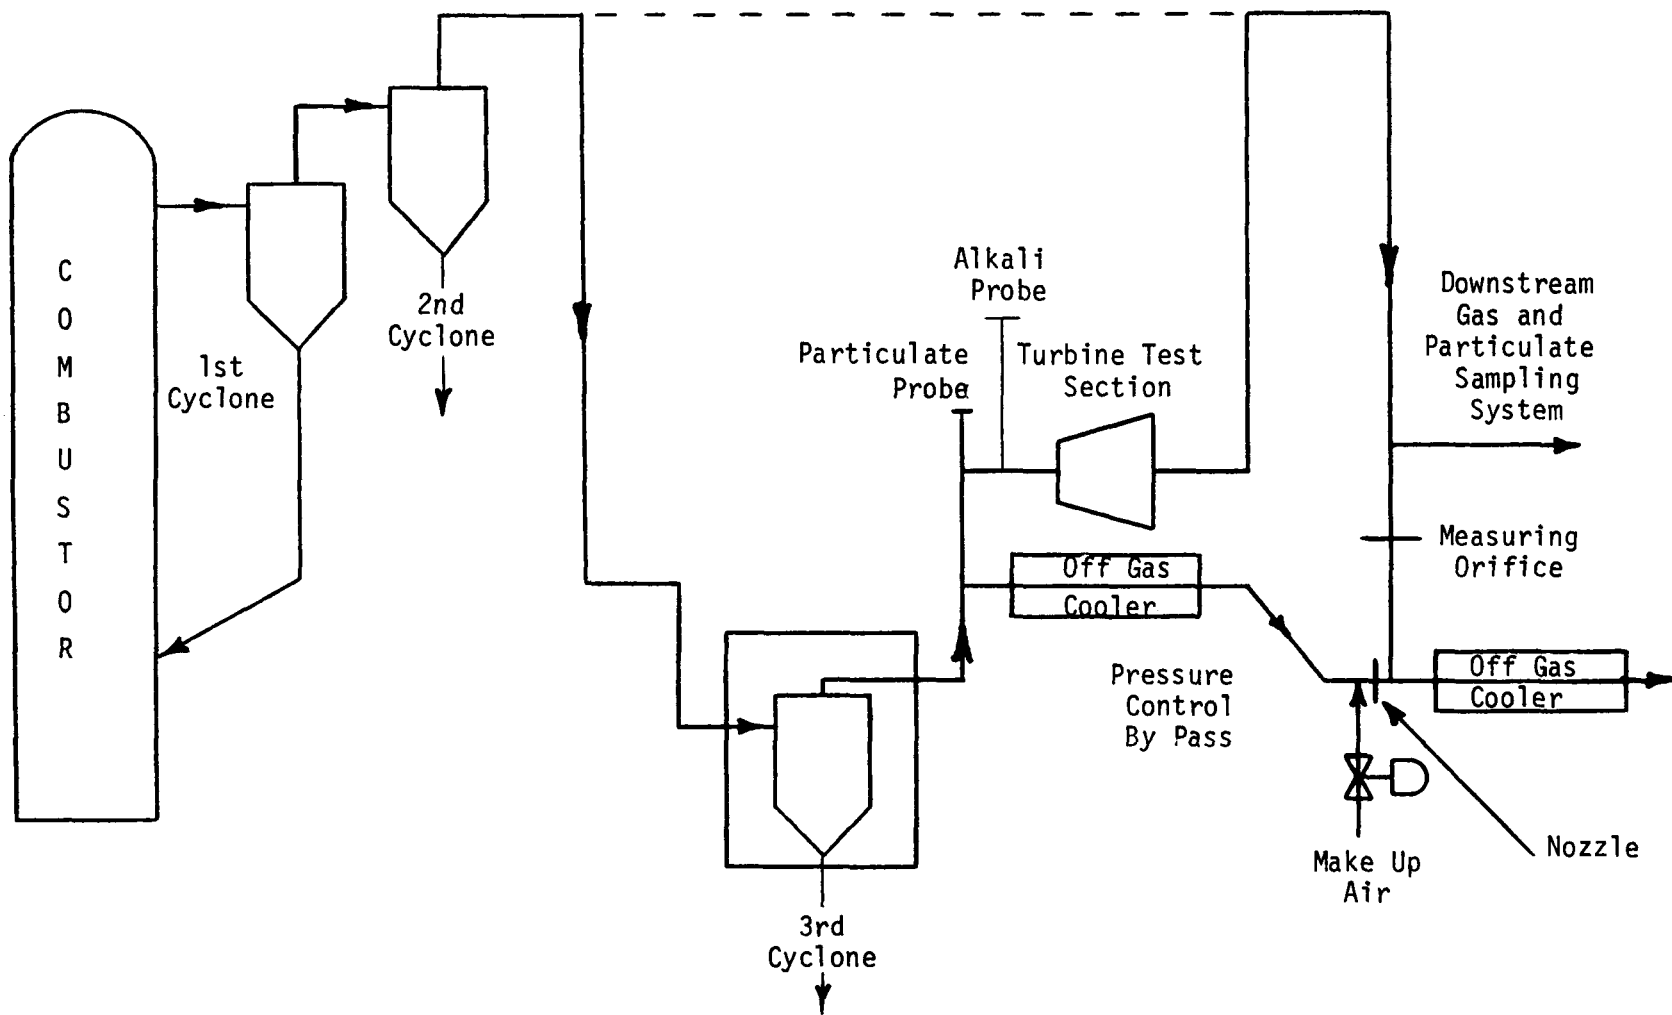 COMBUSTOR
1st
Cyclone
2nd
Cyclone
Alkali
Probe
Particulate
Probe
Turbine Test
Section
Downstream
Gas and
Particulate
Sampling
System
Measuring
Orifice
Off Gas
Cooler
Pressure
Control
By Pass
Off Gas
Cooler
Make Up
Air
Nozzle
3rd
Cyclone